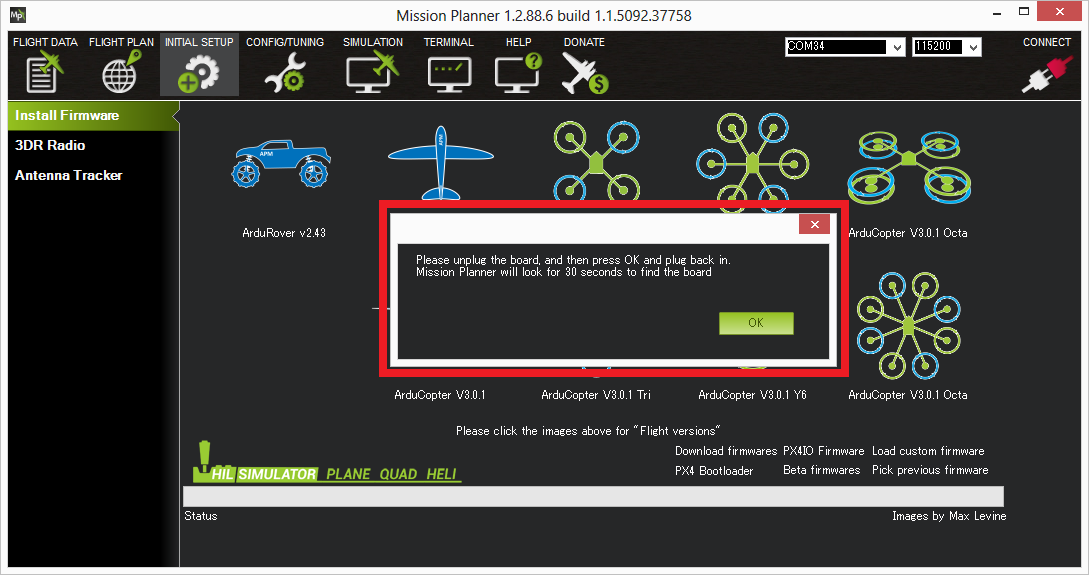 Mp
Mission Planner 1.2.88.6 build 1.1.5092.37758
FLIGHT DATA
FLIGHT PLAN
INITIAL SETUP
CONFIG/TUNING
SIMULATION
TERMINAL
HELP
DONATE
COM34
115200
CONNECT
Install Firmware
3DR Radio
Antenna Tracker
APM
APM
ArduRover v2.43
ArduCopter V3.0.1 Octa
Please unplug the board, and then press OK and plug back in.
Mission Planner will look for 30 seconds to find the board
OK
ArduCopter V3.0.1
ArduCopter V3.0.1 Tri
ArduCopter V3.0.1 Y6
ArduCopter V3.0.1 Octa
Please click the images above for "Flight versions"
Download firmwares
PX4IO Firmware
Load custom firmware
PX4 Bootloader
Beta firmwares
Pick previous firmware
HIL SIMULATOR PLANE QUAD HELI
Status
Images by Max Levine